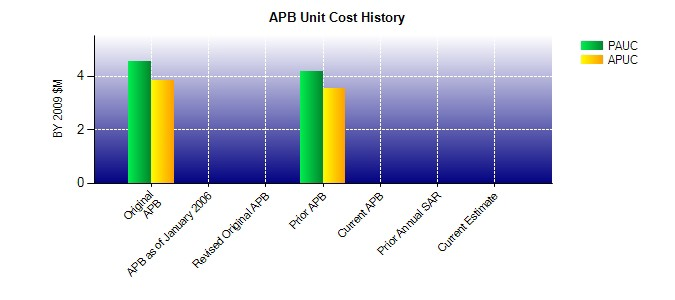 APB Unit Cost History
PAUC
APUC
BY 2009 $M
4
2
0
Original
APB
APB as of January 2006
Revised Original APB
Prior APB
Current APB
Prior Annual SAR
Current Estimate